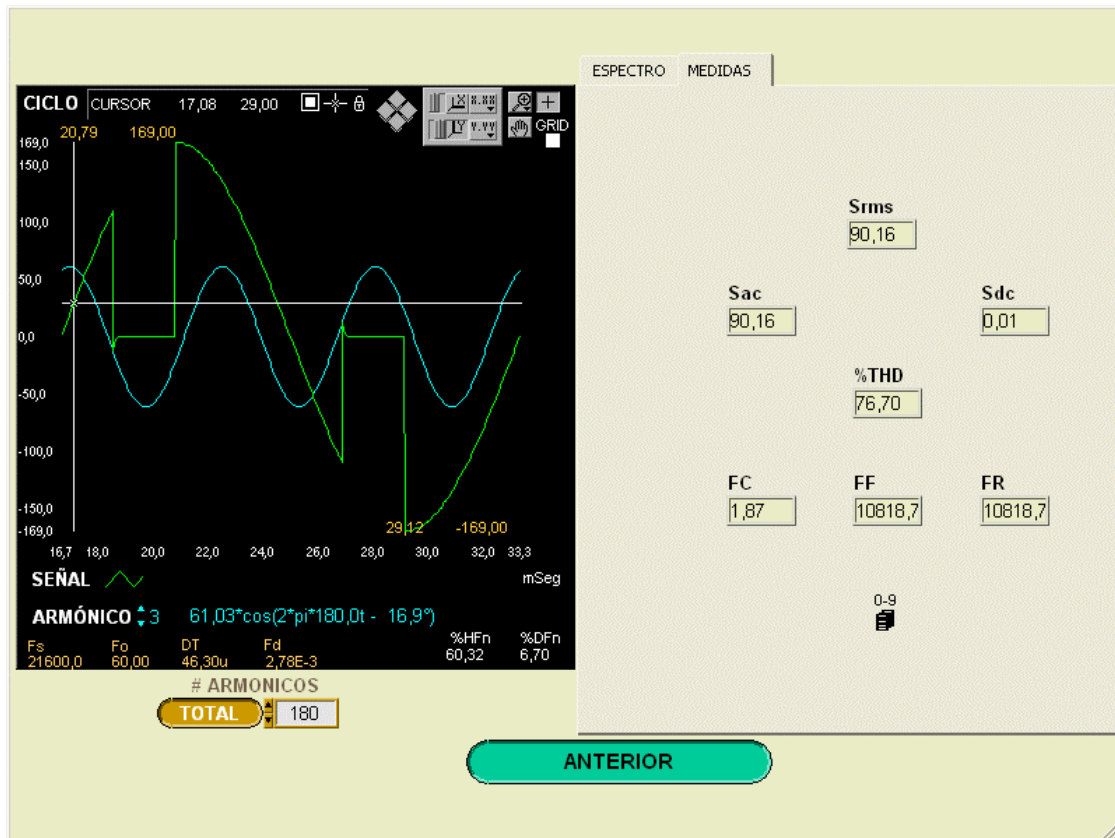 ESPECTRO MEDIDAS
CICLO CURSOR 17,08 29,00
X X.XX
Y Y.YY
GRID
20,79 169,00
169,0
150,0
100,0
50,0
0,0
-50,0
-100,0
-150,0
-169,0
29,12 -169,00
16,7 18,0 20,0 22,0 24,0 26,0 28,0 30,0 32,0 33,3
SEÑAL mSeg
ARMÓNICO 3 61,03*cos(2*pi*180,0t - 16,9°)
Fs Fo DT Fd %HFn %DFn
21600,0 60,00 46,30u 2,78E-3 60,32 6,70
# ARMONICOS
TOTAL 180
Srms
90,16
Sac Sdc
90,16 0,01
%THD
76,70
FC FF FR
1,87 10818,7 10818,7
0-9
ANTERIOR